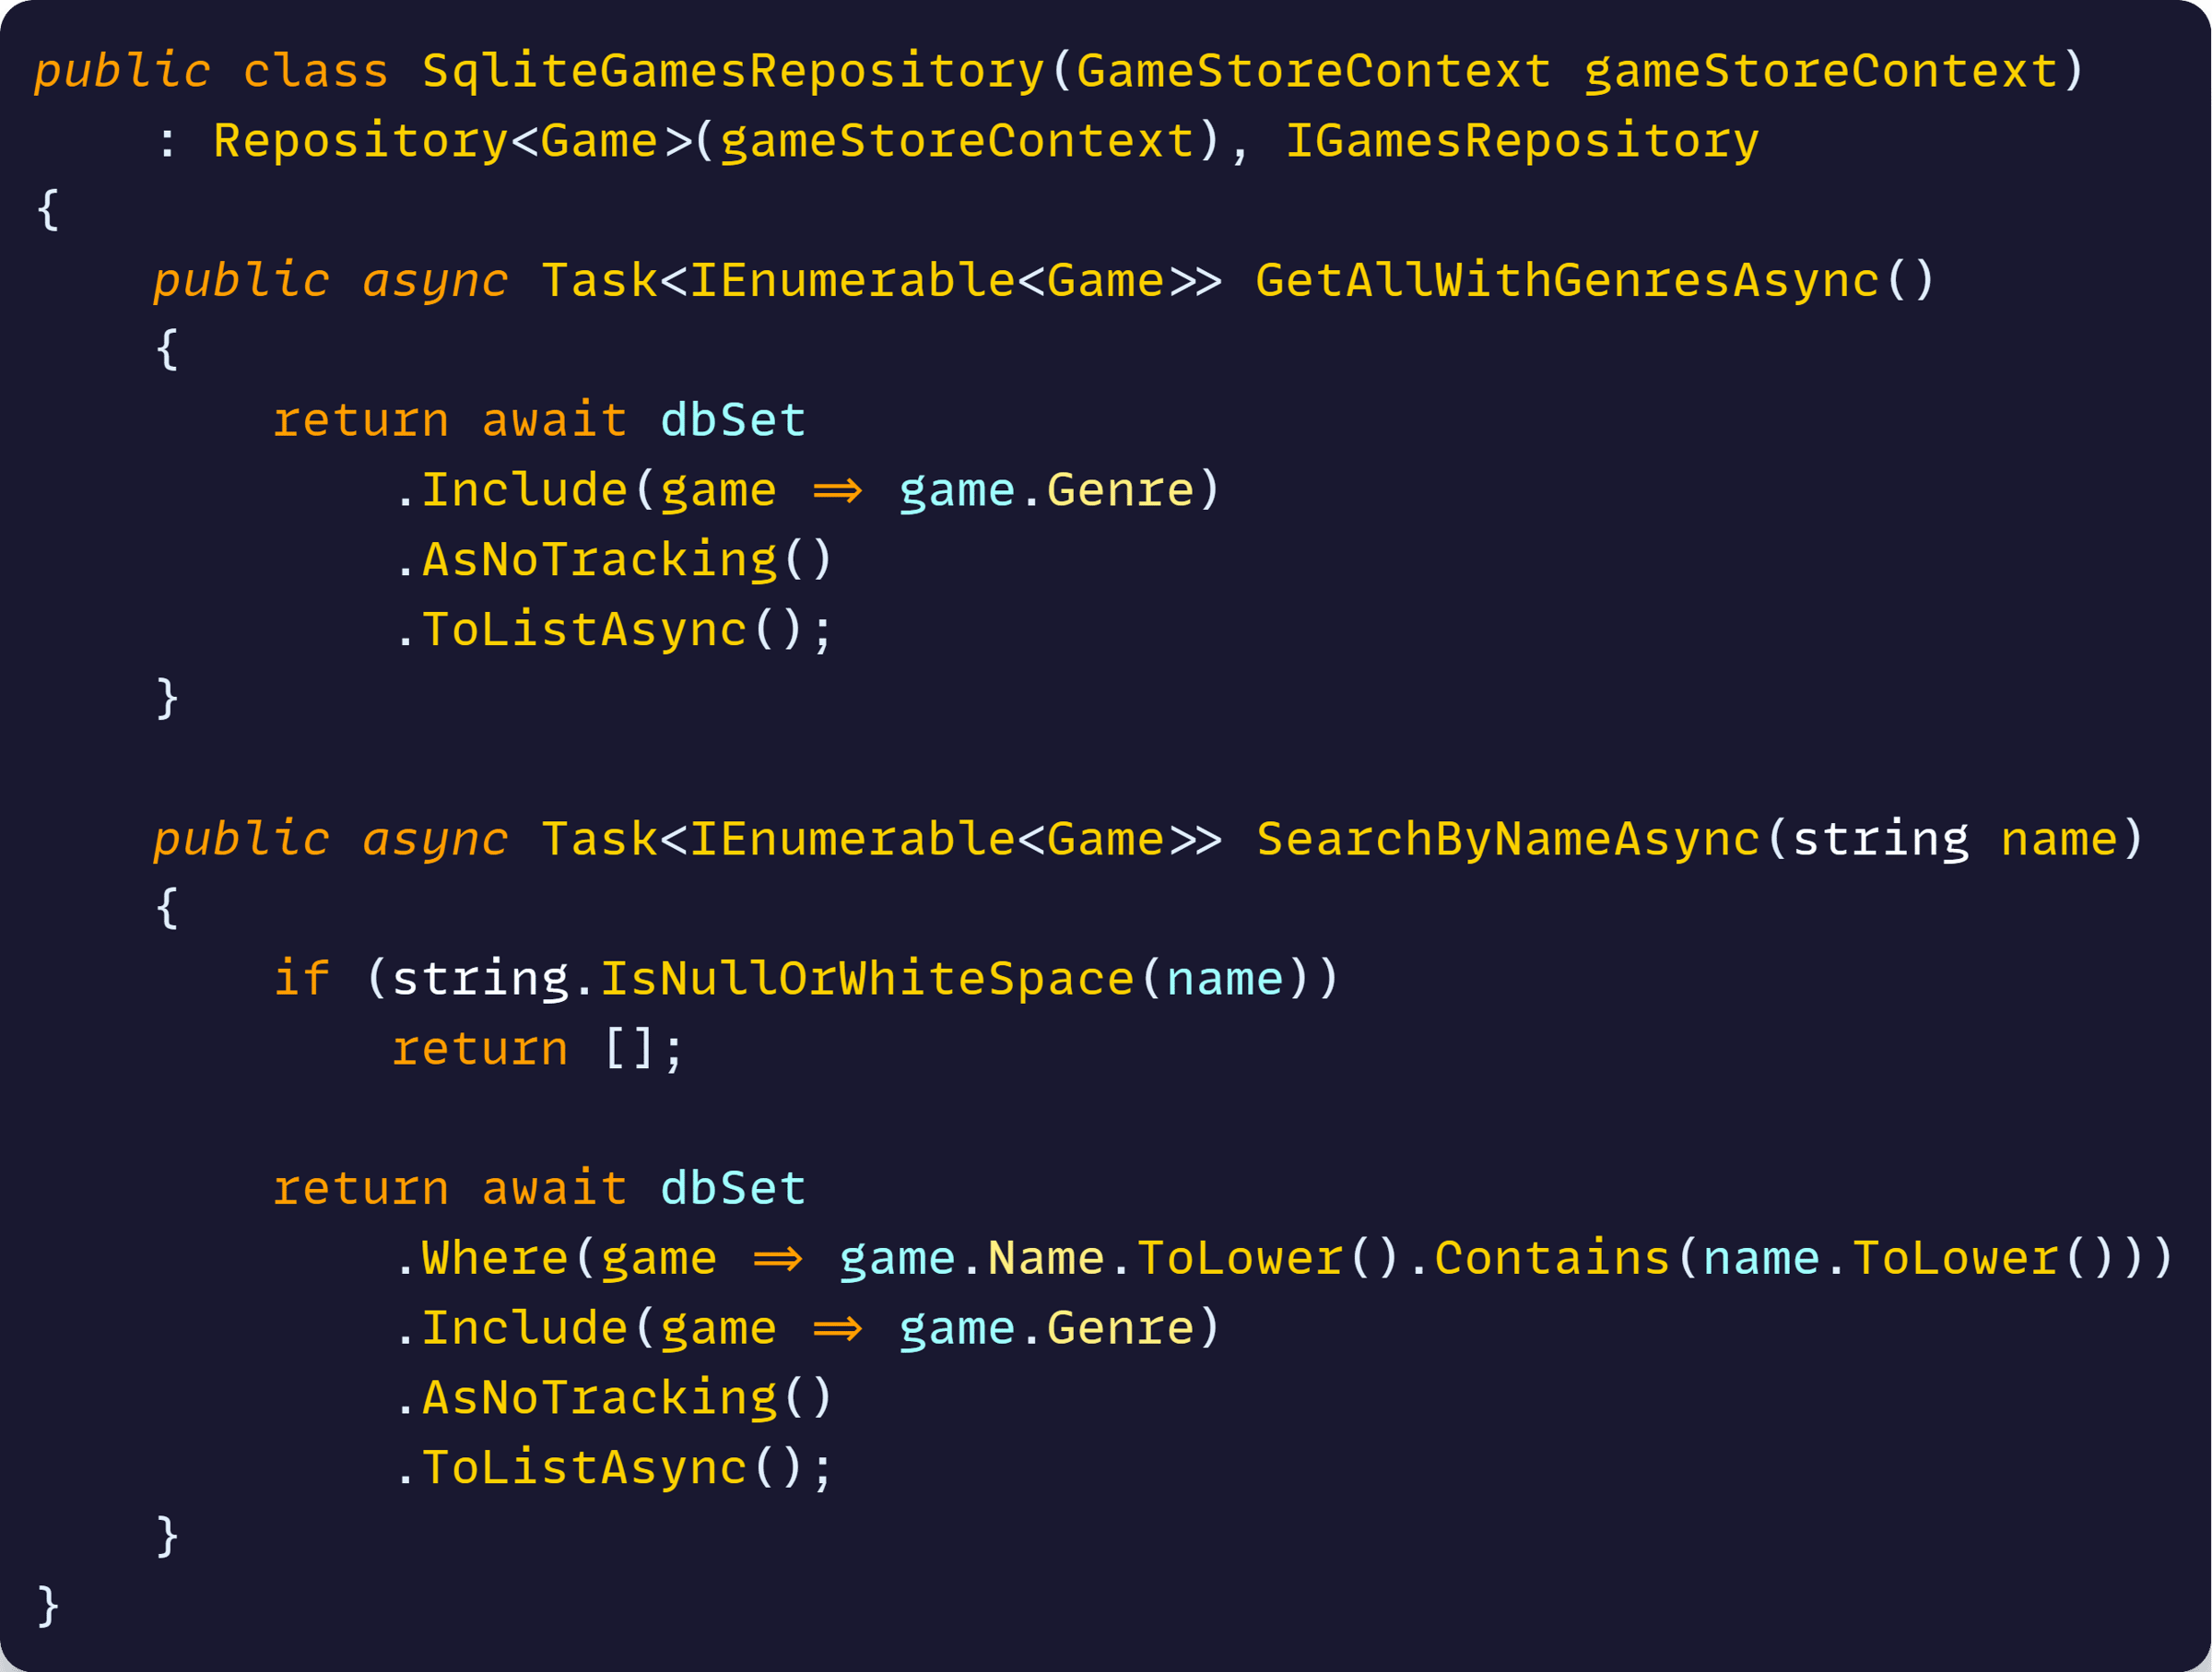 public class SqliteGamesRepository(GameStoreContext gameStoreContext)
    : Repository<Game>(gameStoreContext), IGamesRepository
{
    public async Task<IEnumerable<Game>> GetAllWithGenresAsync()
    {
        return await dbSet
            .Include(game => game.Genre)
            .AsNoTracking()
            .ToListAsync();
    }

    public async Task<IEnumerable<Game>> SearchByNameAsync(string name)
    {
        if (string.IsNullOrWhiteSpace(name))
            return [];

        return await dbSet
            .Where(game => game.Name.ToLower().Contains(name.ToLower()))
            .Include(game => game.Genre)
            .AsNoTracking()
            .ToListAsync();
    }
}